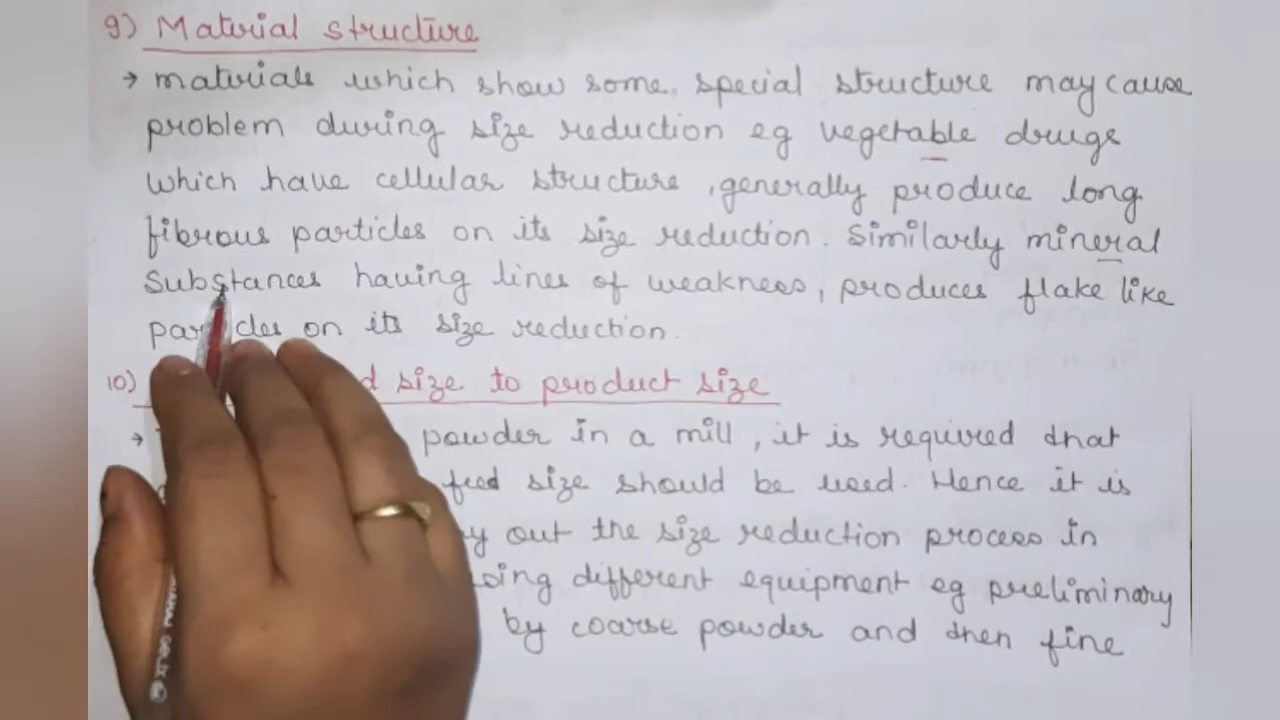 9) Material structure
→ materials which show some special structure may cause
problem during size reduction eg vegetable drugs
which have cellular structure, generally produce long
fibrous particles on its size reduction. Similarly mineral
Substances having lines of weakness, produces flake like
particles on its size reduction.
10) size to product size
→ powder in a mill, it is required that
feed size should be used. Hence it is
out the size reduction process in
different equipment eg preliminary
by coarse powder and then fine